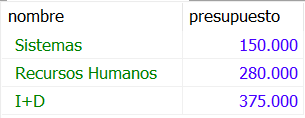 nombre presupuesto
Sistemas 150.000
Recursos Humanos 280.000
I+D 375.000